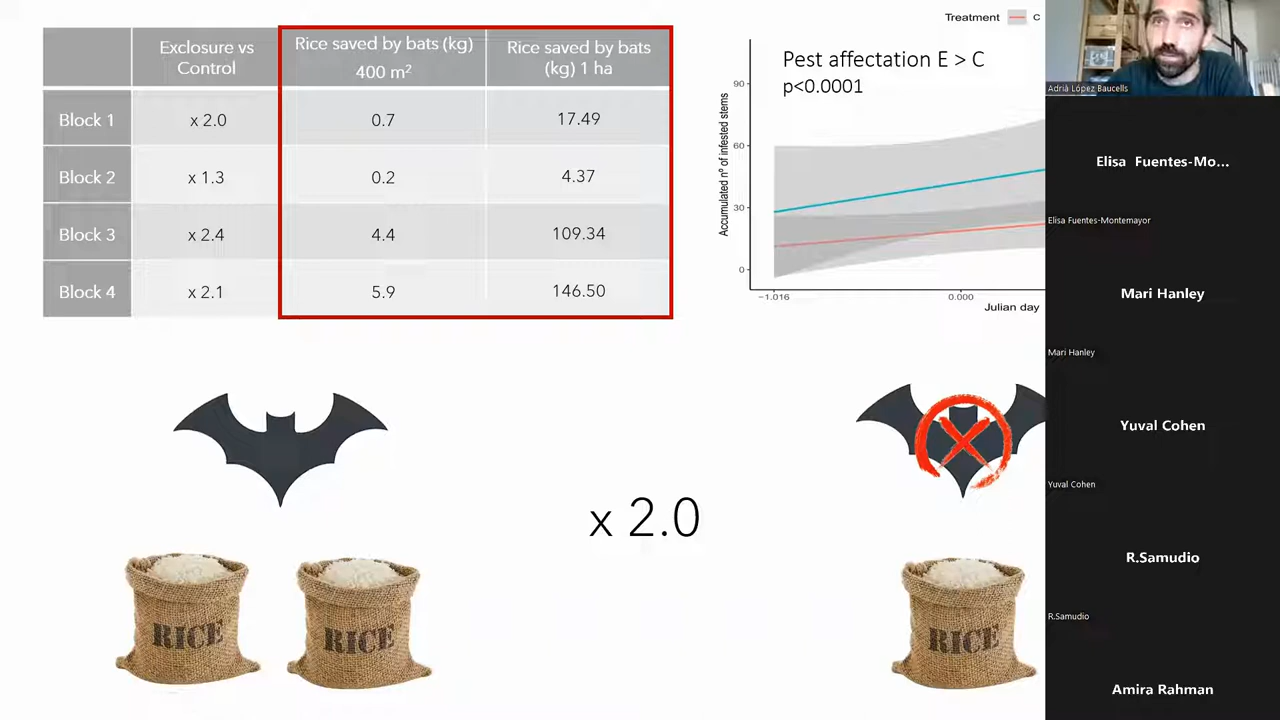 Exclosure vs
Control
Rice saved by bats (kg)
400 m²
Rice saved by bats
(kg) 1 ha
Block 1
x 2.0
0.7
17.49
Block 2
x 1.3
0.2
4.37
Block 3
x 2.4
4.4
109.34
Block 4
x 2.1
5.9
146.50
Treatment
C
Pest affectation E > C
p<0.0001
Accumulated nº of infested stems
90
60
30
0
−1.016
0.000
Julian day
x 2.0
RICE
RICE
RICE
Adrià López Baucells
Elisa Fuentes-Mo...
Elisa Fuentes-Montemayor
Mari Hanley
Mari Hanley
Yuval Cohen
Yuval Cohen
R.Samudio
R.Samudio
Amira Rahman